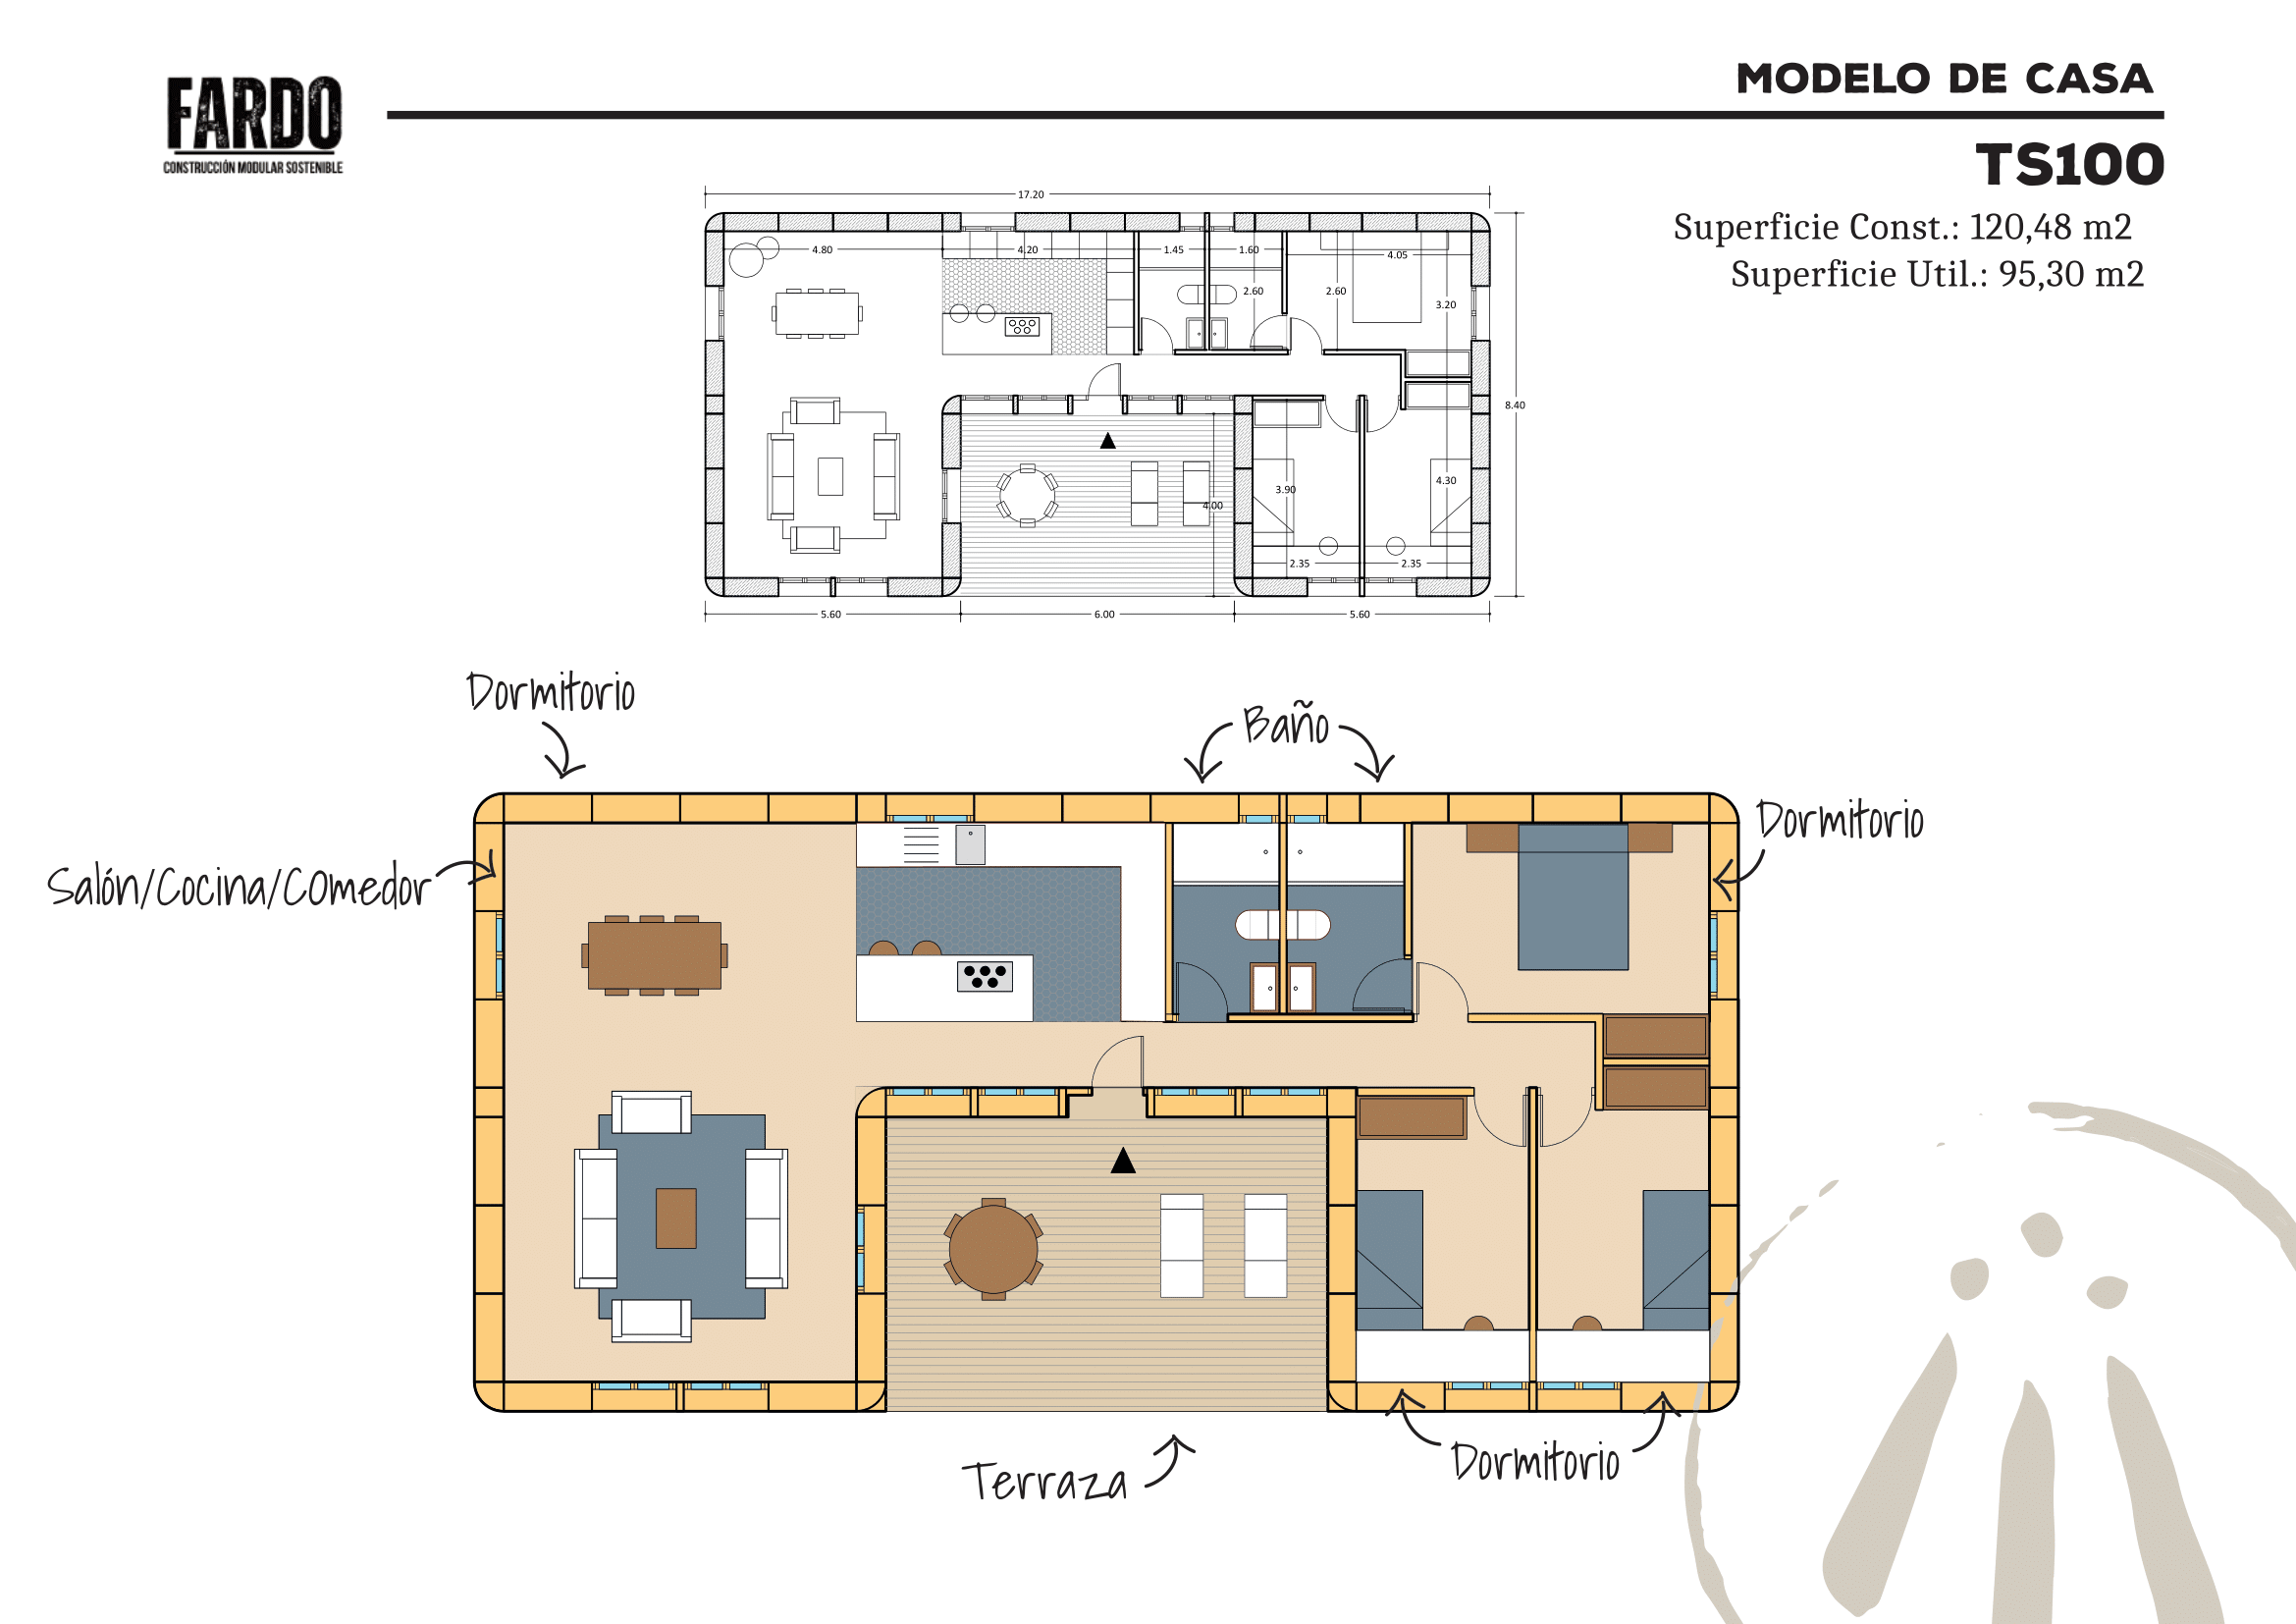 FARDO
CONSTRUCCIÓN MODULAR SOSTENIBLE
MODELO DE CASA
TS100
Superficie Const.: 120,48 m2
Superficie Util.: 95,30 m2
17.20
4.80
4.20
1.45
1.60
4.05
2.60
2.60
3.20
8.40
3.90
4.00
4.30
2.35
2.35
5.60
6.00
5.60
Dormitorio
Baño
Dormitorio
Salón/Cocina/COmedor
Dormitorio
Terraza